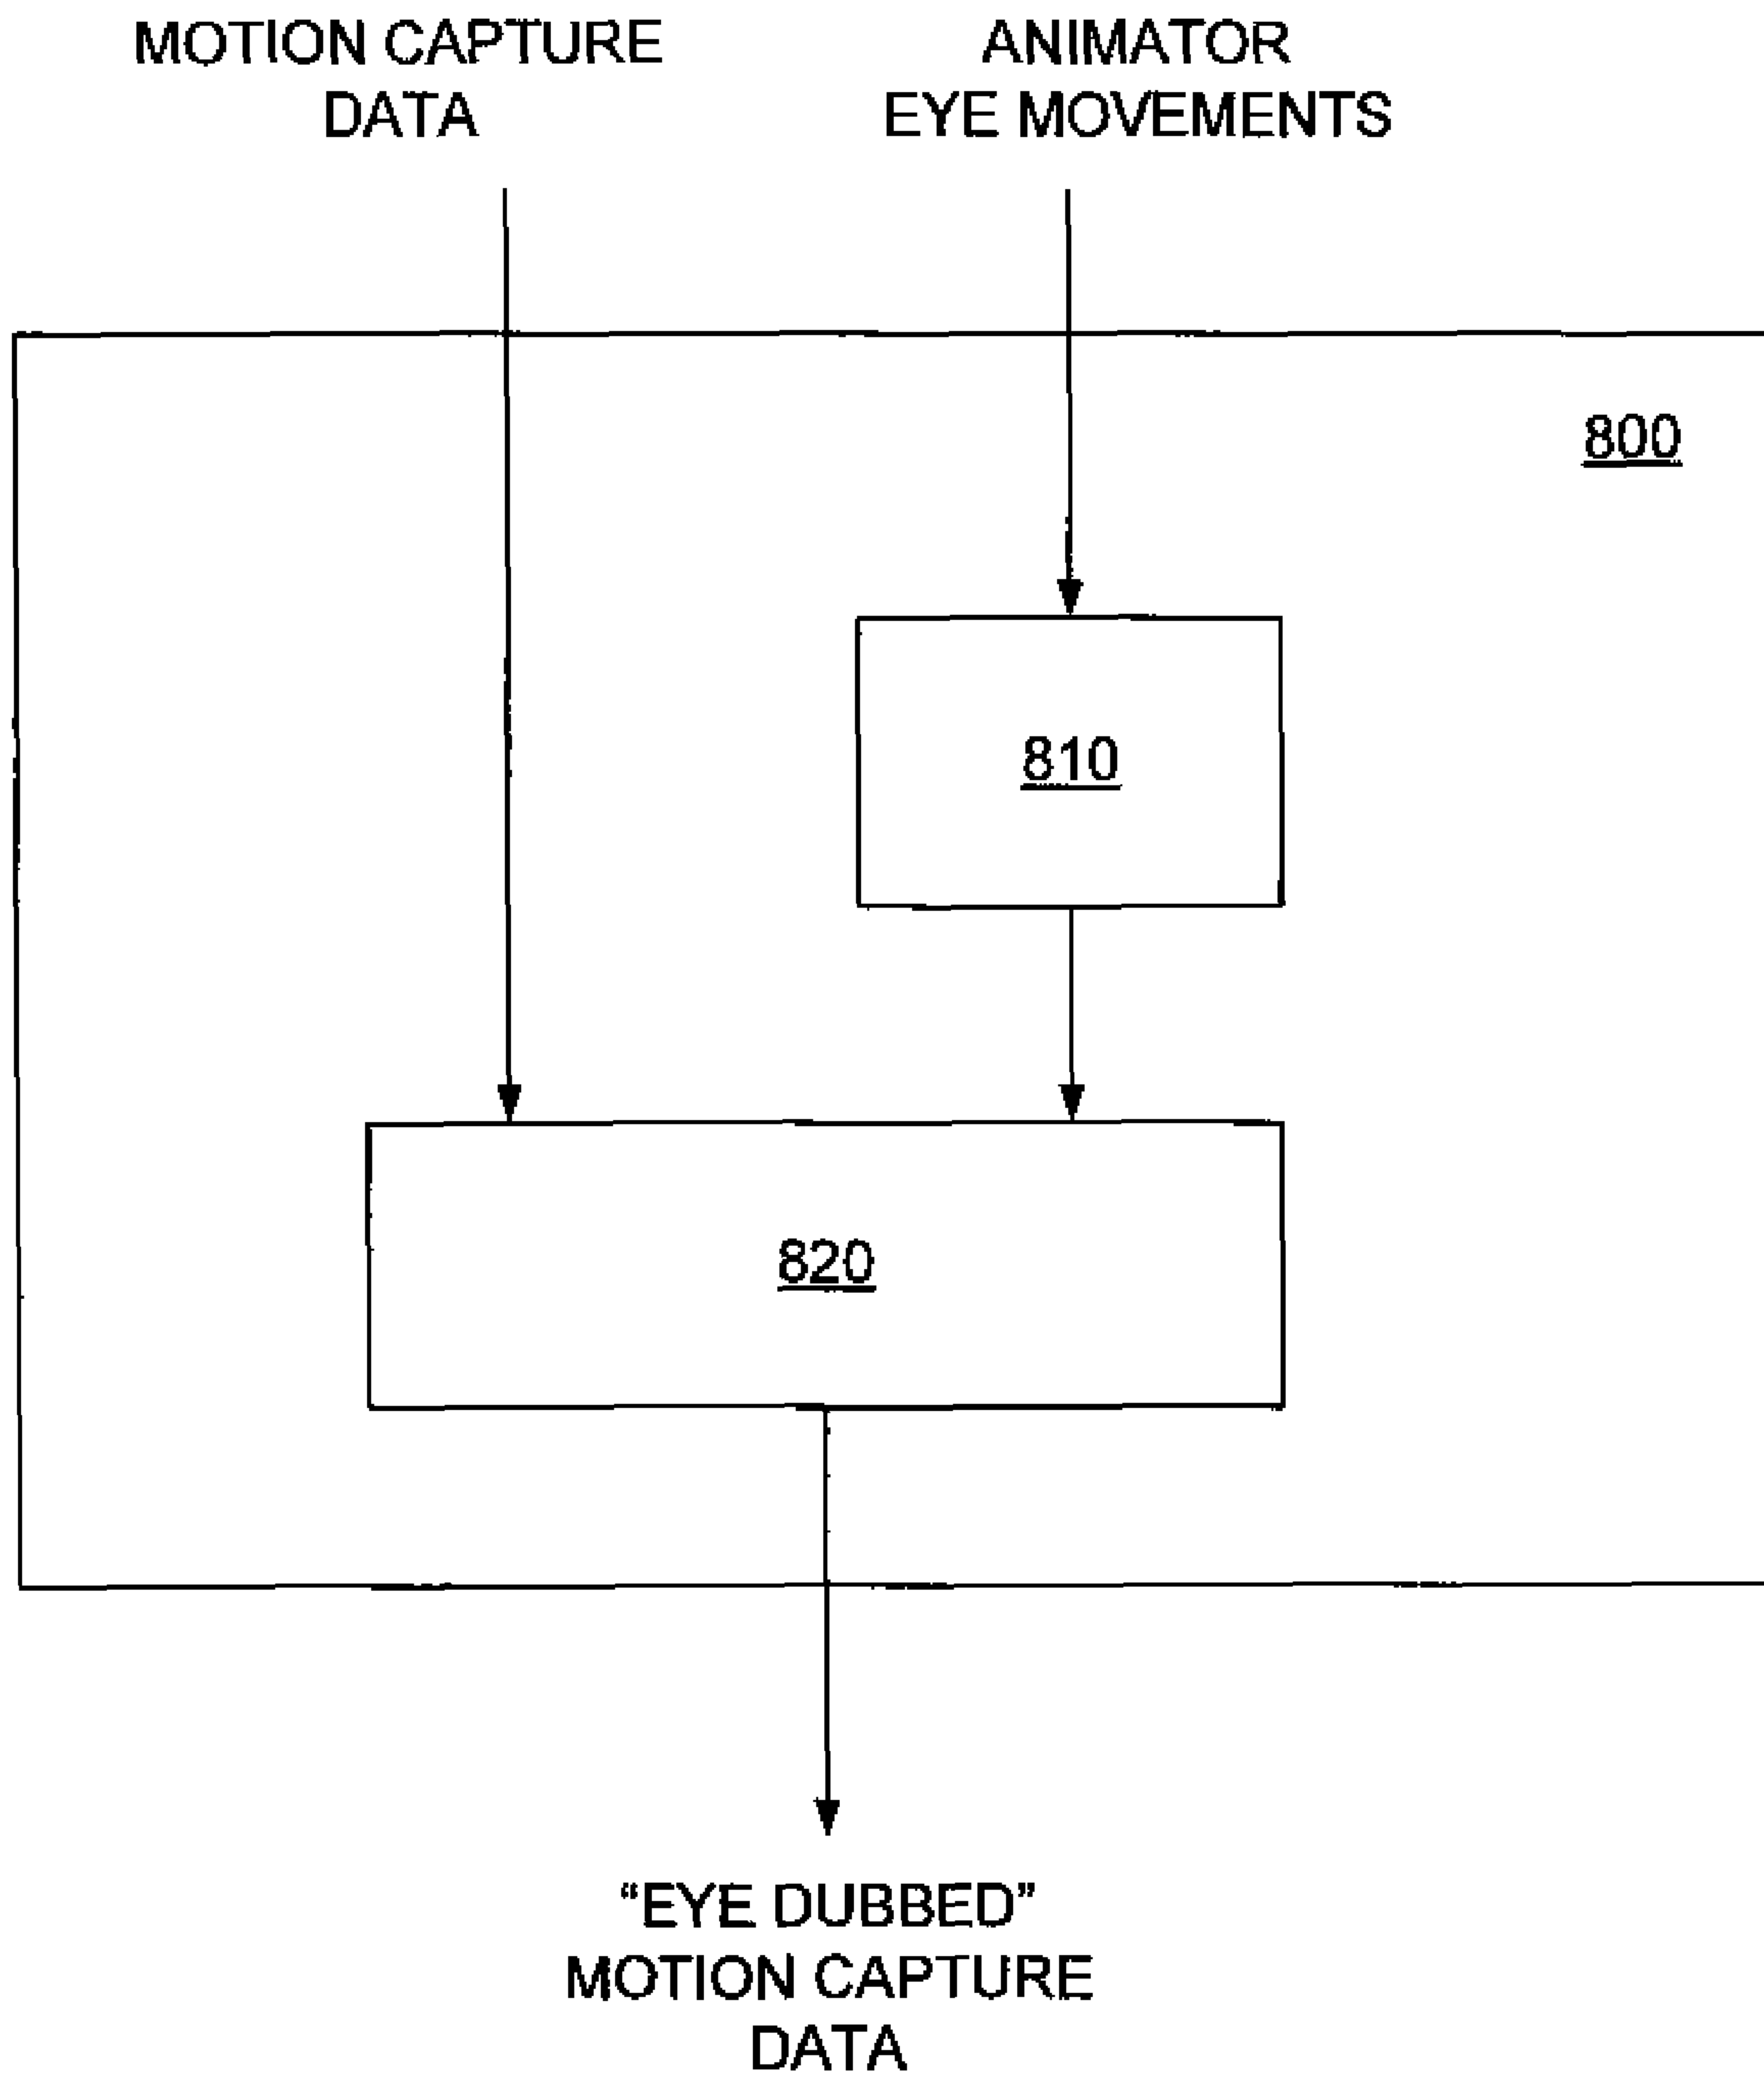 MOTION CAPTURE
DATA
ANIMATOR
EYE MOVEMENTS
800
810
820
“EYE DUBBED”
MOTION CAPTURE
DATA